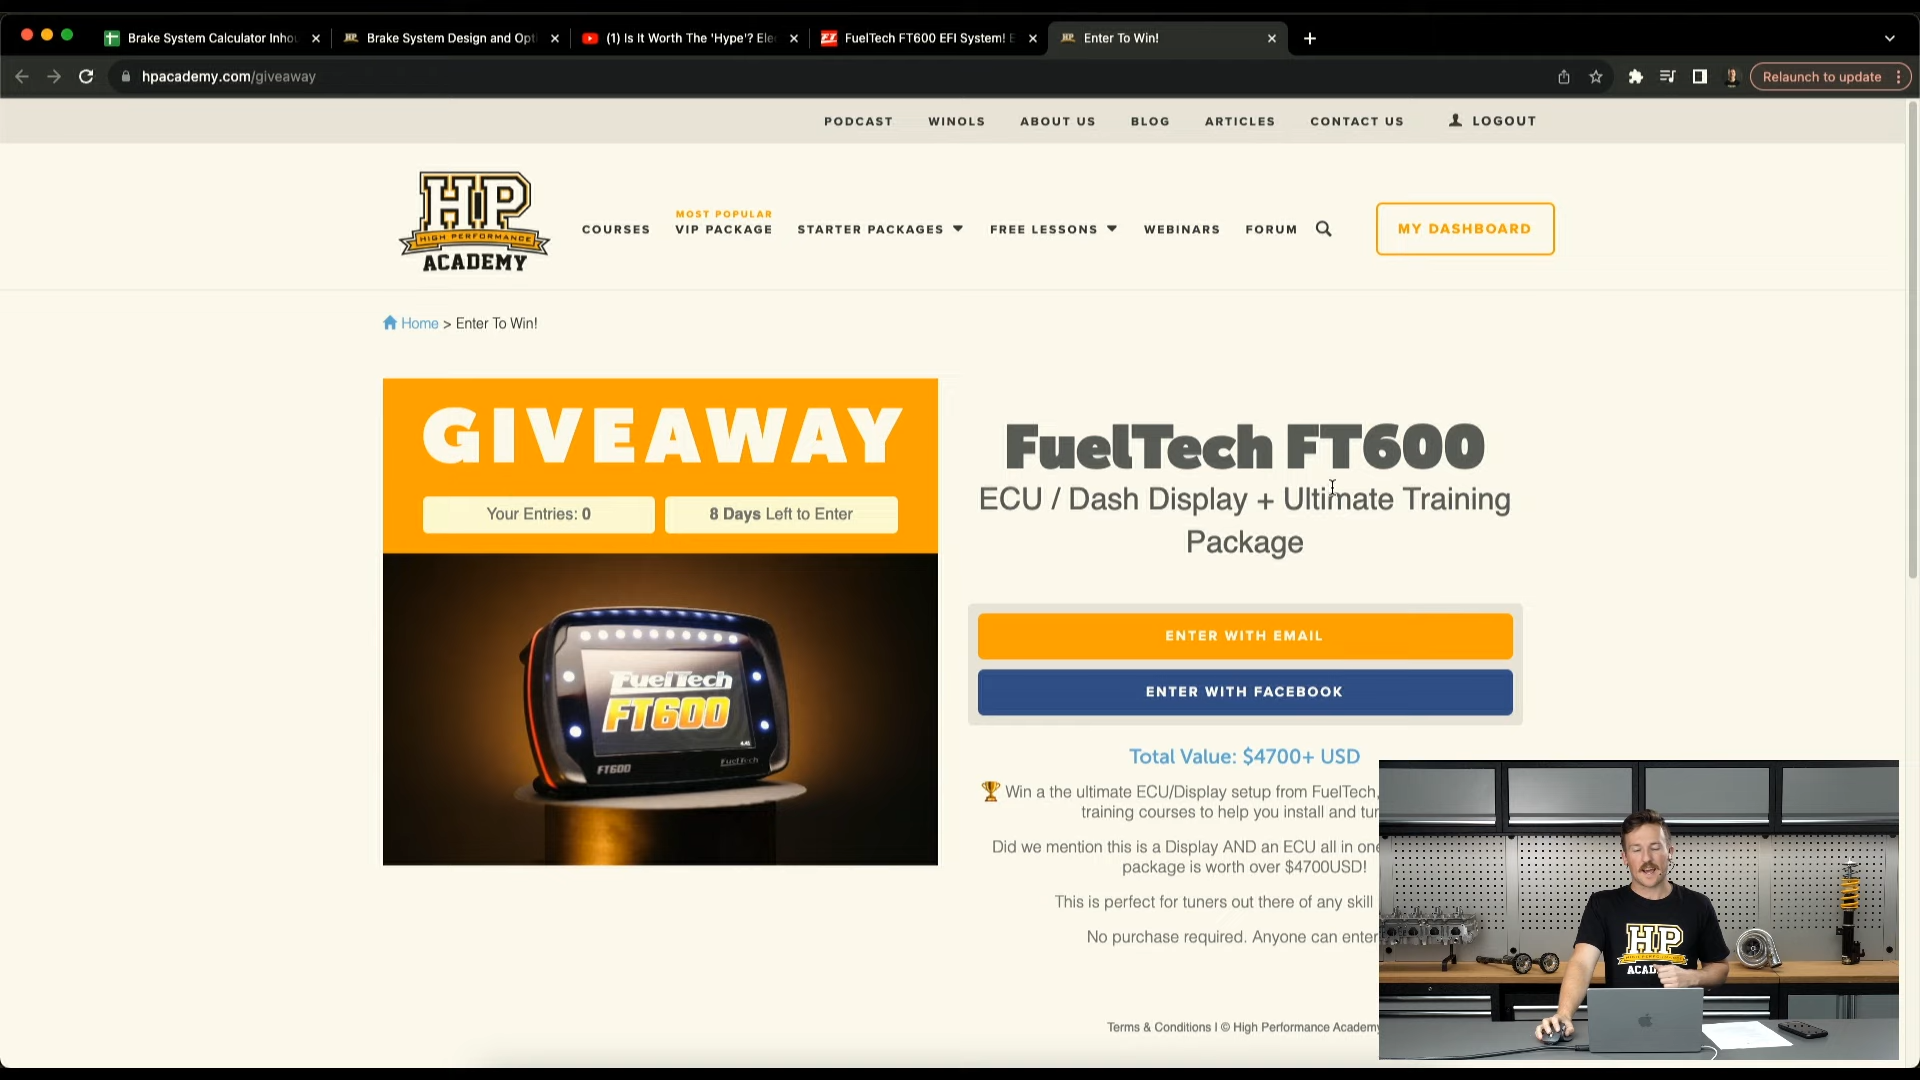 Brake System Calculator Inhou
Brake System Design and Opti
(1) Is It Worth The 'Hype'? Ele
FuelTech FT600 EFI System! E
Enter To Win!
hpacademy.com/giveaway
Relaunch to update
PODCAST
WINOLS
ABOUT US
BLOG
ARTICLES
CONTACT US
LOGOUT
HP
HIGH PERFORMANCE
ACADEMY
COURSES
MOST POPULAR
VIP PACKAGE
STARTER PACKAGES
FREE LESSONS
WEBINARS
FORUM
MY DASHBOARD
Home > Enter To Win!
GIVEAWAY
Your Entries: 0
8 Days Left to Enter
FuelTech
FT600
4.41
FT600
FuelTech
FuelTech FT600
ECU / Dash Display + Ultimate Training
Package
ENTER WITH EMAIL
ENTER WITH FACEBOOK
Total Value: $4700+ USD
Win a the ultimate ECU/Display setup from FuelTech,
training courses to help you install and tun
Did we mention this is a Display AND an ECU all in one
package is worth over $4700USD!
This is perfect for tuners out there of any skill
No purchase required. Anyone can enter
Terms & Conditions | © High Performance Academy
HP
ACAD